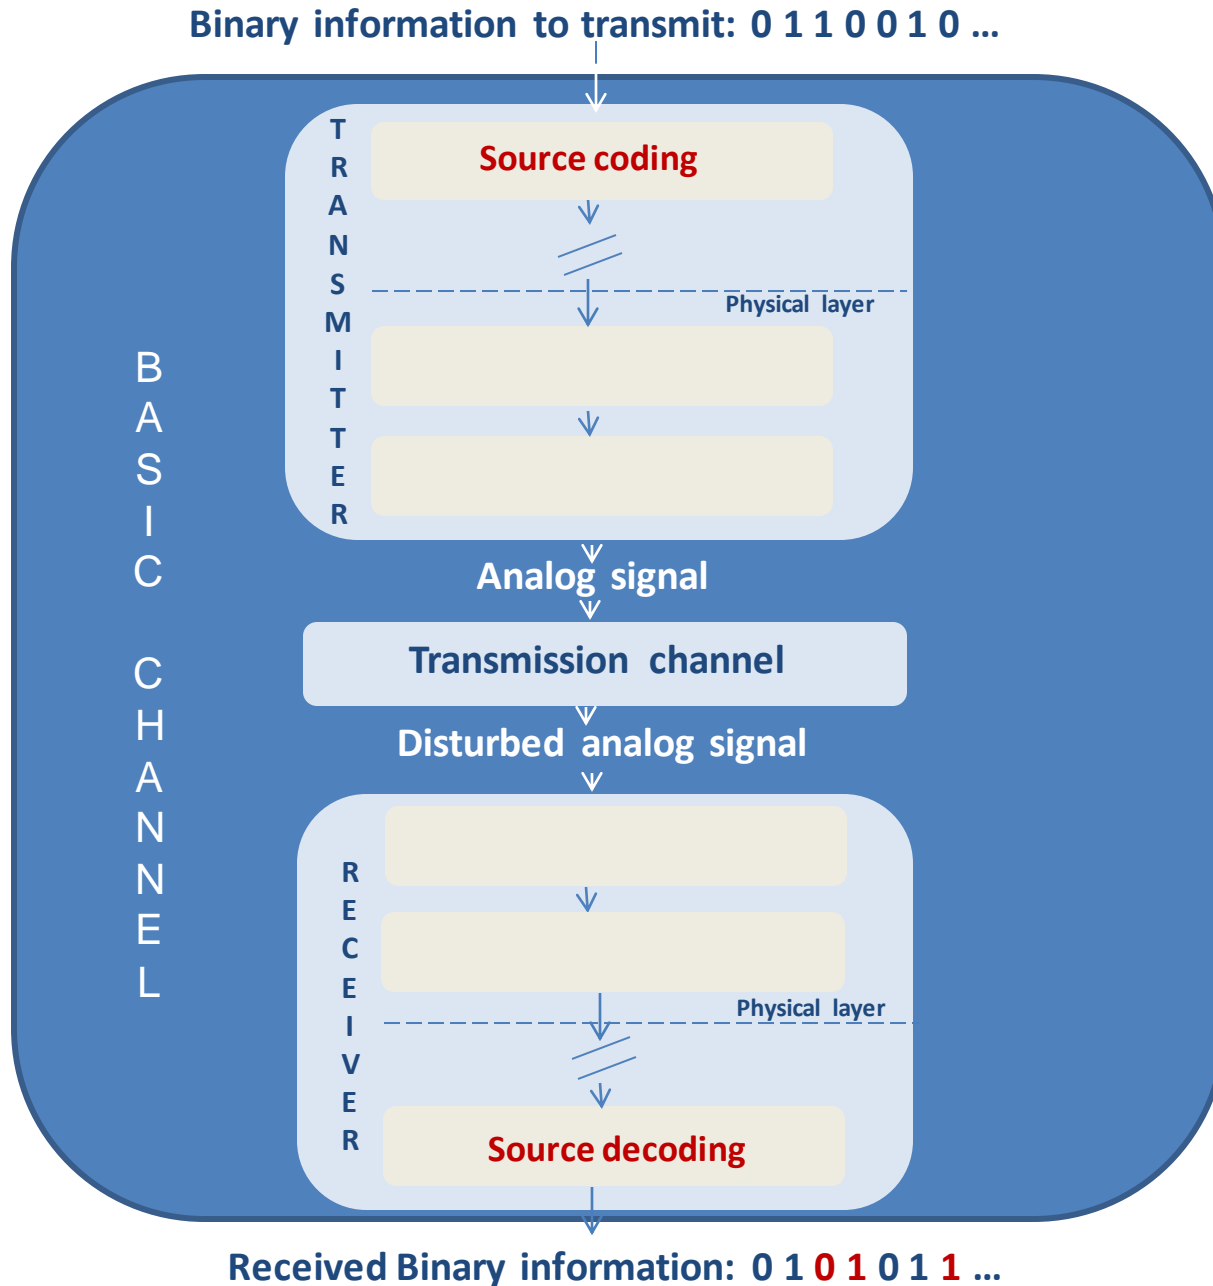 Binary information to transmit: 0 1 1 0 0 1 0 ...
TRANSMITTER
Source coding
Physical layer
BASIC CHANNEL
Analog signal
Transmission channel
Disturbed analog signal
RECEIVER
Physical layer
Source decoding
Received Binary information: 0 1 0 1 0 1 1 ...